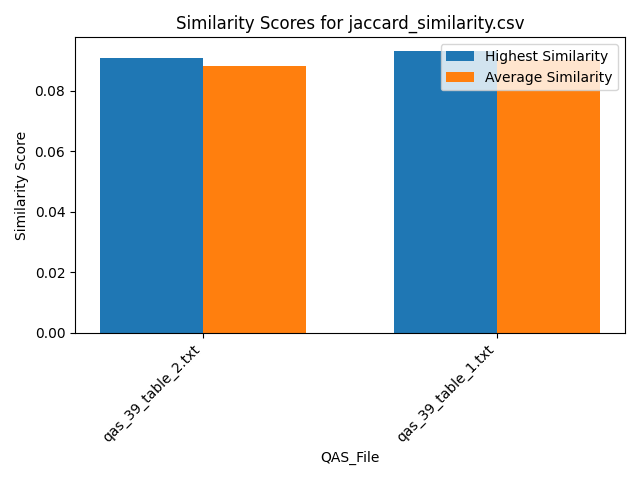 Similarity Scores for jaccard_similarity.csv
Highest Similarity
Average Similarity
Similarity Score
0.08
0.06
0.04
0.02
0.00
qas_39_table_2.txt
qas_39_table_1.txt
QAS_File